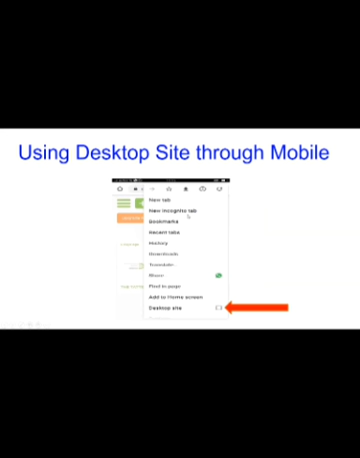 Using Desktop Site through Mobile
New tab
New incognito tab
Bookmarks
Recent tabs
History
Downloads
Translate
Share
Find in page
Add to Home screen
Desktop site